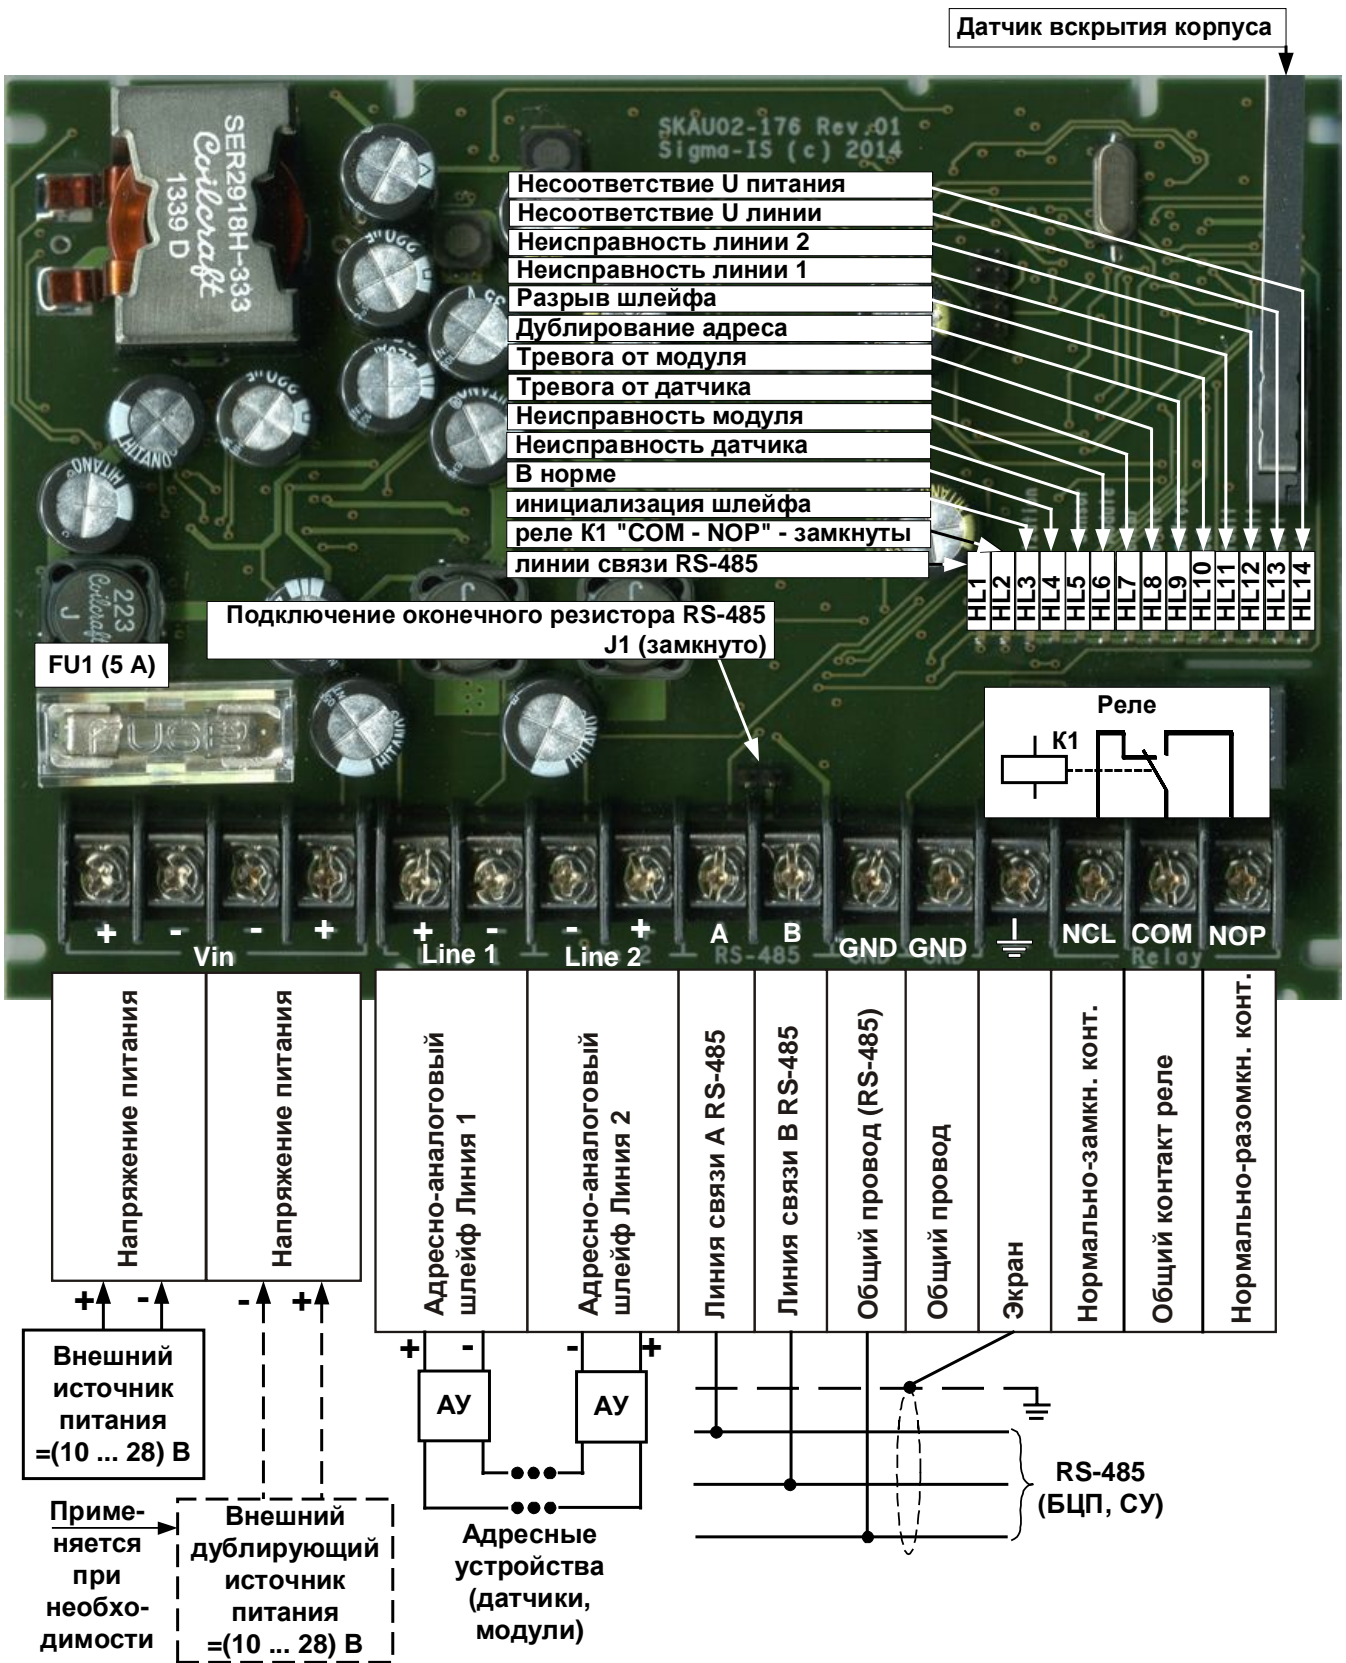 Датчик вскрытия корпуса
SKAU02-176 Rev.01
Sigma-IS (c) 2014
SER2918H-333
Coilcraft
1339 D
Несоответствие U питания
Несоответствие U линии
Неисправность линии 2
Неисправность линии 1
Разрыв шлейфа
Дублирование адреса
Тревога от модуля
Тревога от датчика
Неисправность модуля
Неисправность датчика
В норме
инициализация шлейфа
реле К1 "COM - NOP" - замкнуты
линии связи RS-485
HL1
HL2
HL3
HL4
HL5
HL6
HL7
HL8
HL9
HL10
HL11
HL12
HL13
HL14
HITANO
HITANO
223
Coilcraft
J
Подключение оконечного резистора RS-485
J1 (замкнуто)
FU1 (5 А)
Реле
К1
+ - - + + - - + A B GND GND NCL COM NOP
Vin Line 1 Line 2 RS-485 Relay
Напряжение питания
Напряжение питания
Адресно-аналоговый
шлейф Линия 1
Адресно-аналоговый
шлейф Линия 2
Линия связи А RS-485
Линия связи В RS-485
Общий провод (RS-485)
Общий провод
Экран
Нормально-замкн. конт.
Общий контакт реле
Нормально-разомкн. конт.
+ - - +
+ - - +
Внешний
источник
питания
=(10 ... 28) В
АУ
АУ
Приме-
няется
при
необхо-
димости
Внешний
дублирующий
источник
питания
=(10 ... 28) В
Адресные
устройства
(датчики,
модули)
RS-485
(БЦП, СУ)